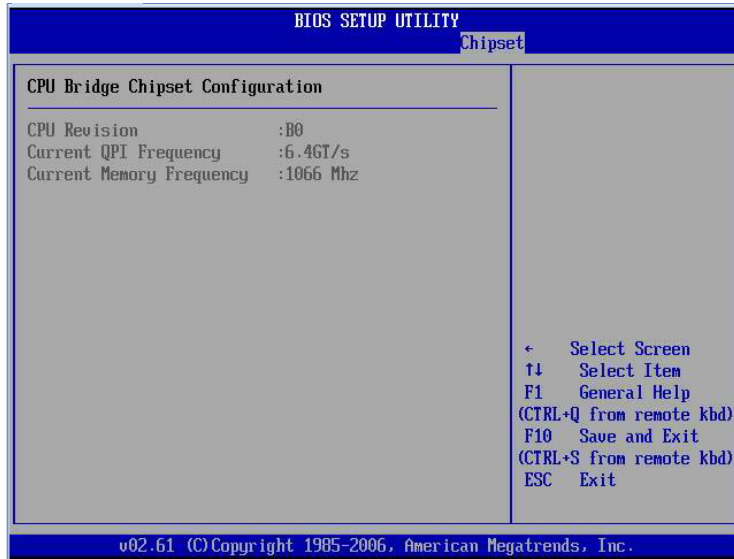 BIOS SETUP UTILITY
Chipset
CPU Bridge Chipset Configuration
CPU Revision :B0
Current QPI Frequency :6.4GT/s
Current Memory Frequency :1066 Mhz
← Select Screen
↑↓ Select Item
F1 General Help
(CTRL+Q from remote kbd)
F10 Save and Exit
(CTRL+S from remote kbd)
ESC Exit
v02.61 (C)Copyright 1985-2006, American Megatrends, Inc.